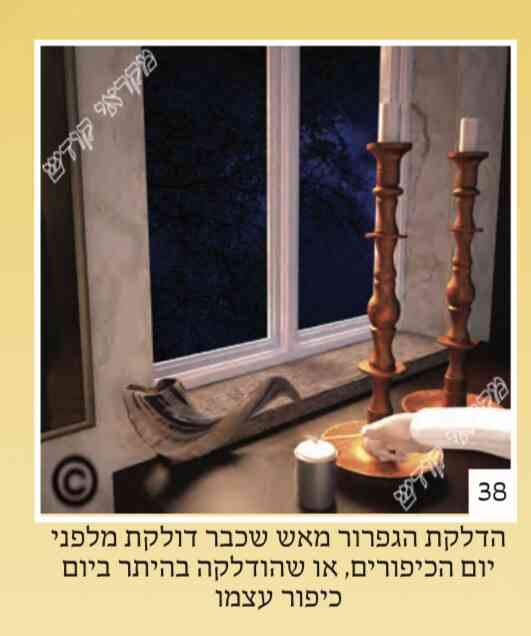 מקראי קודש
©
מקראי קודש
38
הדלקת הגפרור מאש שכבר דולקת מלפני
יום הכיפורים, או שהודלקה בהיתר ביום
כיפור עצמו